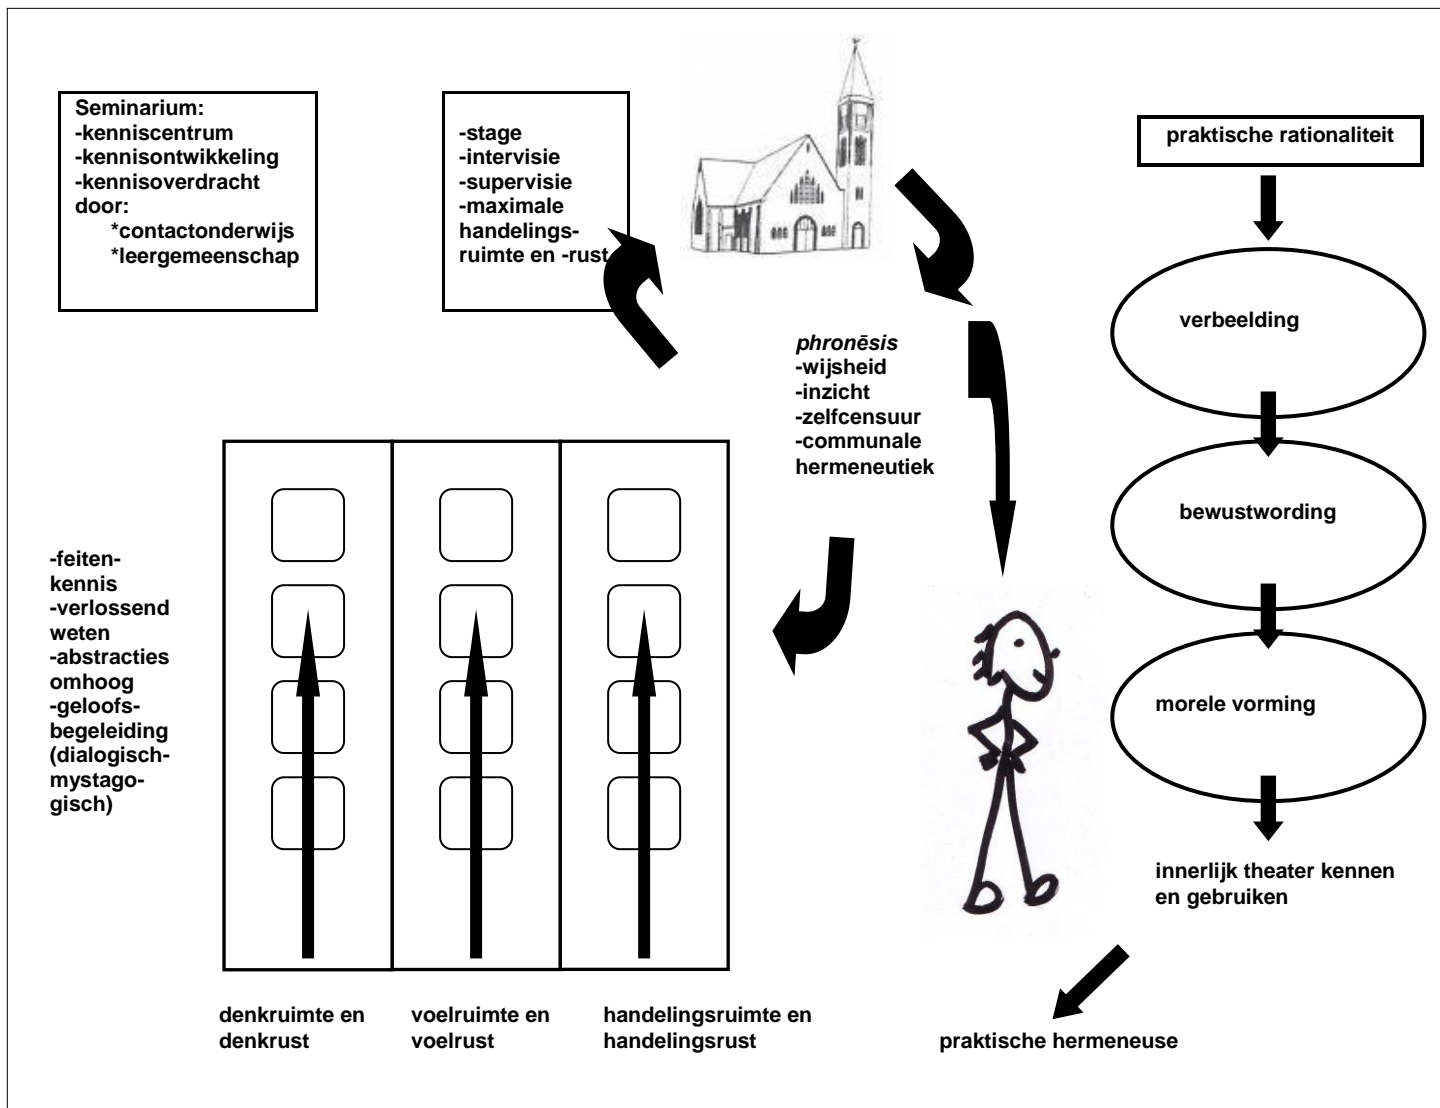 Seminarium:
-kenniscentrum
-kennisontwikkeling
-kennisoverdracht
door:
*contactonderwijs
*leergemeenschap
-stage
-intervisie
-supervisie
-maximale
handelings-
ruimte en -rust
praktische rationaliteit
verbeelding
phronēsis
-wijsheid
-inzicht
-zelfcensuur
-communale
hermeneutiek
bewustwording
-feiten-
kennis
-verlossend
weten
-abstracties
omhoog
-geloofs-
begeleiding
(dialogisch-
mystago-
gisch)
morele vorming
innerlijk theater kennen
en gebruiken
denkruimte en
denkrust
voelruimte en
voelrust
handelingsruimte en
handelingsrust
praktische hermeneuse